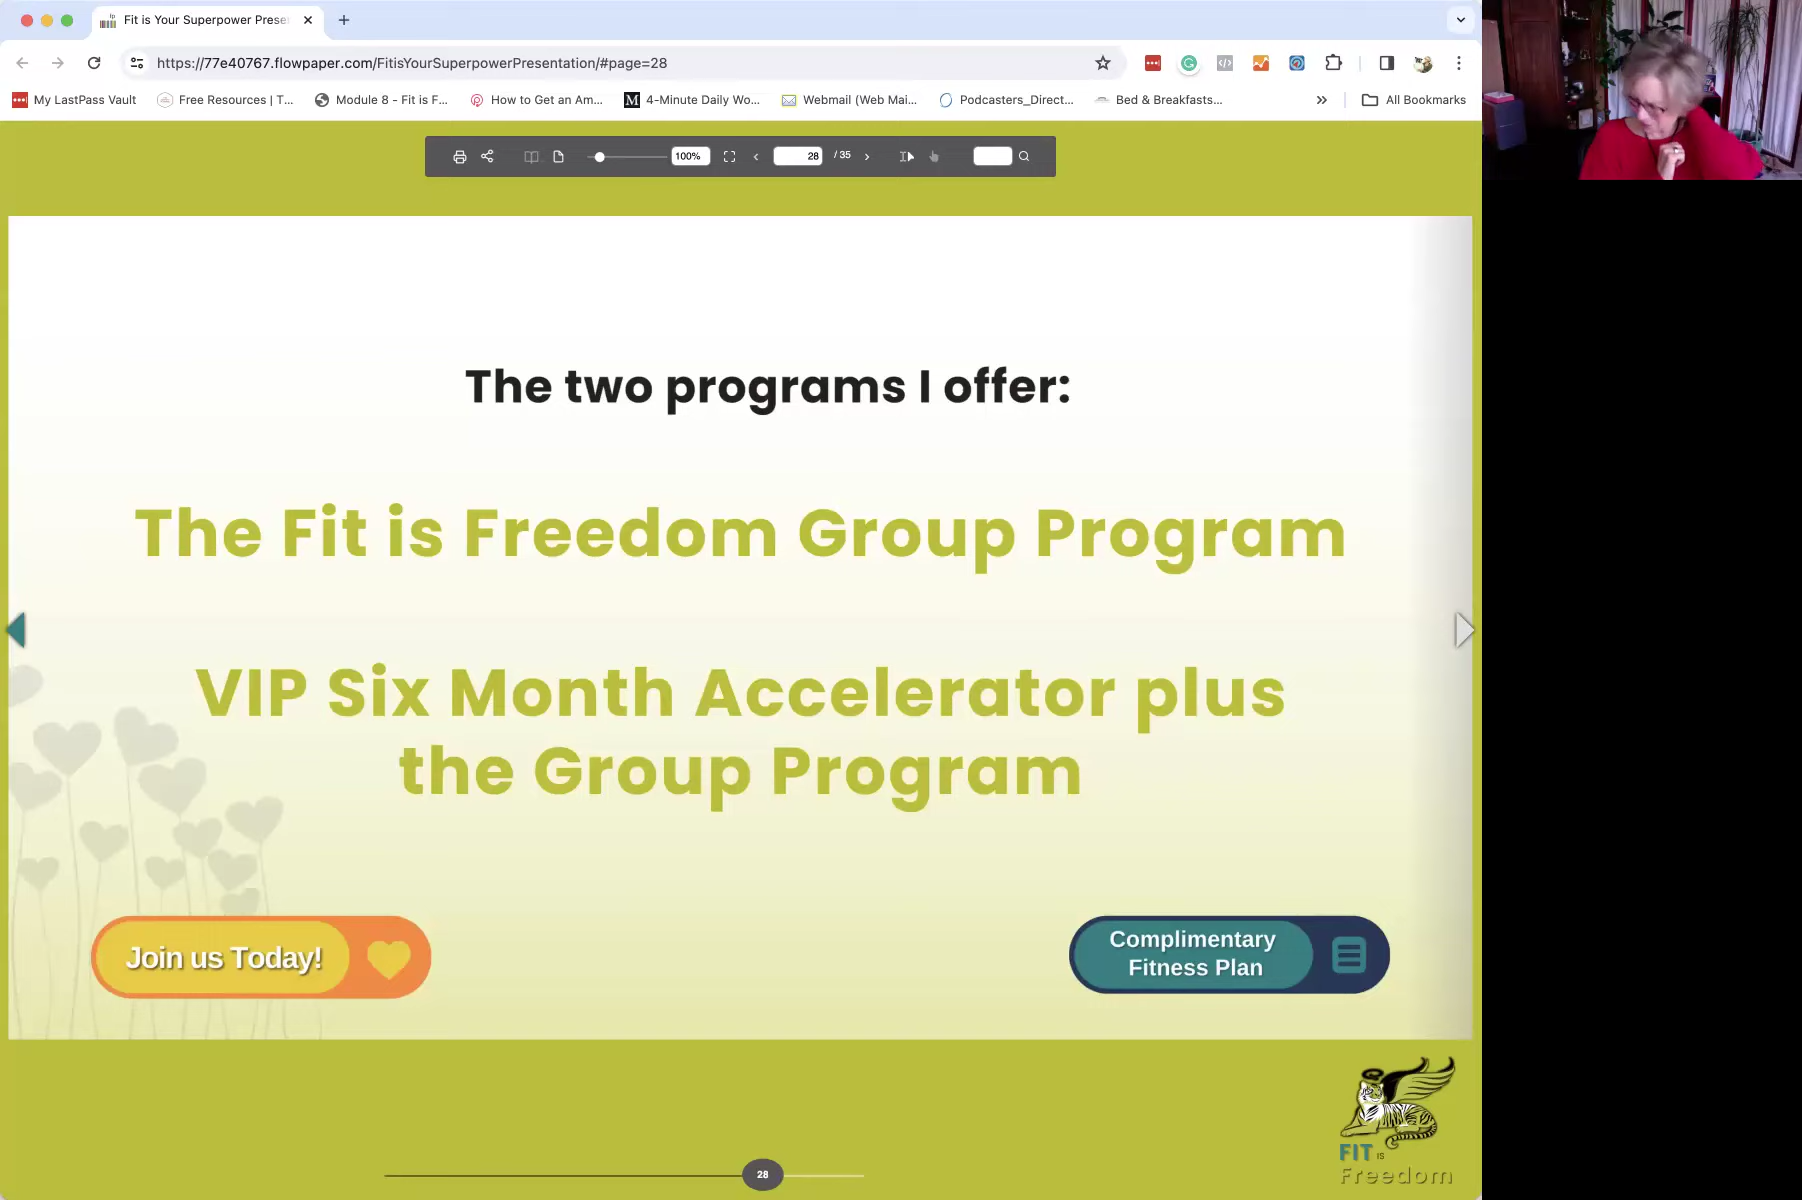 Fit is Your Superpower Prese
https://77e40767.flowpaper.com/FitisYourSuperpowerPresentation/#page=28
My LastPass Vault
Free Resources | T...
Module 8 - Fit is F...
How to Get an Am...
4-Minute Daily Wo...
Webmail (Web Mai...
Podcasters_Direct...
Bed & Breakfasts...
All Bookmarks
100%
28 / 35
The two programs I offer:
The Fit is Freedom Group Program
VIP Six Month Accelerator plus
the Group Program
Join us Today!
Complimentary
Fitness Plan
FIT IS
Freedom
28